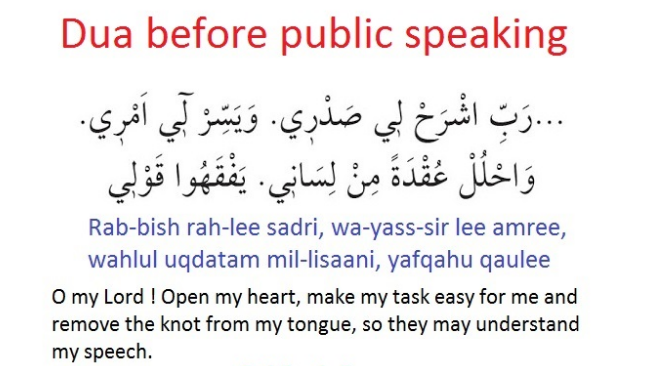 Dua before public speaking
...رَبِّ اشْرَحْ لِي صَدْرِي. وَيَسِّرْ لِٓي اَمْرِي.
وَاحْلُلْ عُقْدَةً مِنْ لِسَانِي. يَفْقَهُوا قَوْلِي
Rab-bish rah-lee sadri, wa-yass-sir lee amree,
wahlul uqdatam mil-lisaani, yafqahu qaulee
O my Lord ! Open my heart, make my task easy for me and
remove the knot from my tongue, so they may understand
my speech.